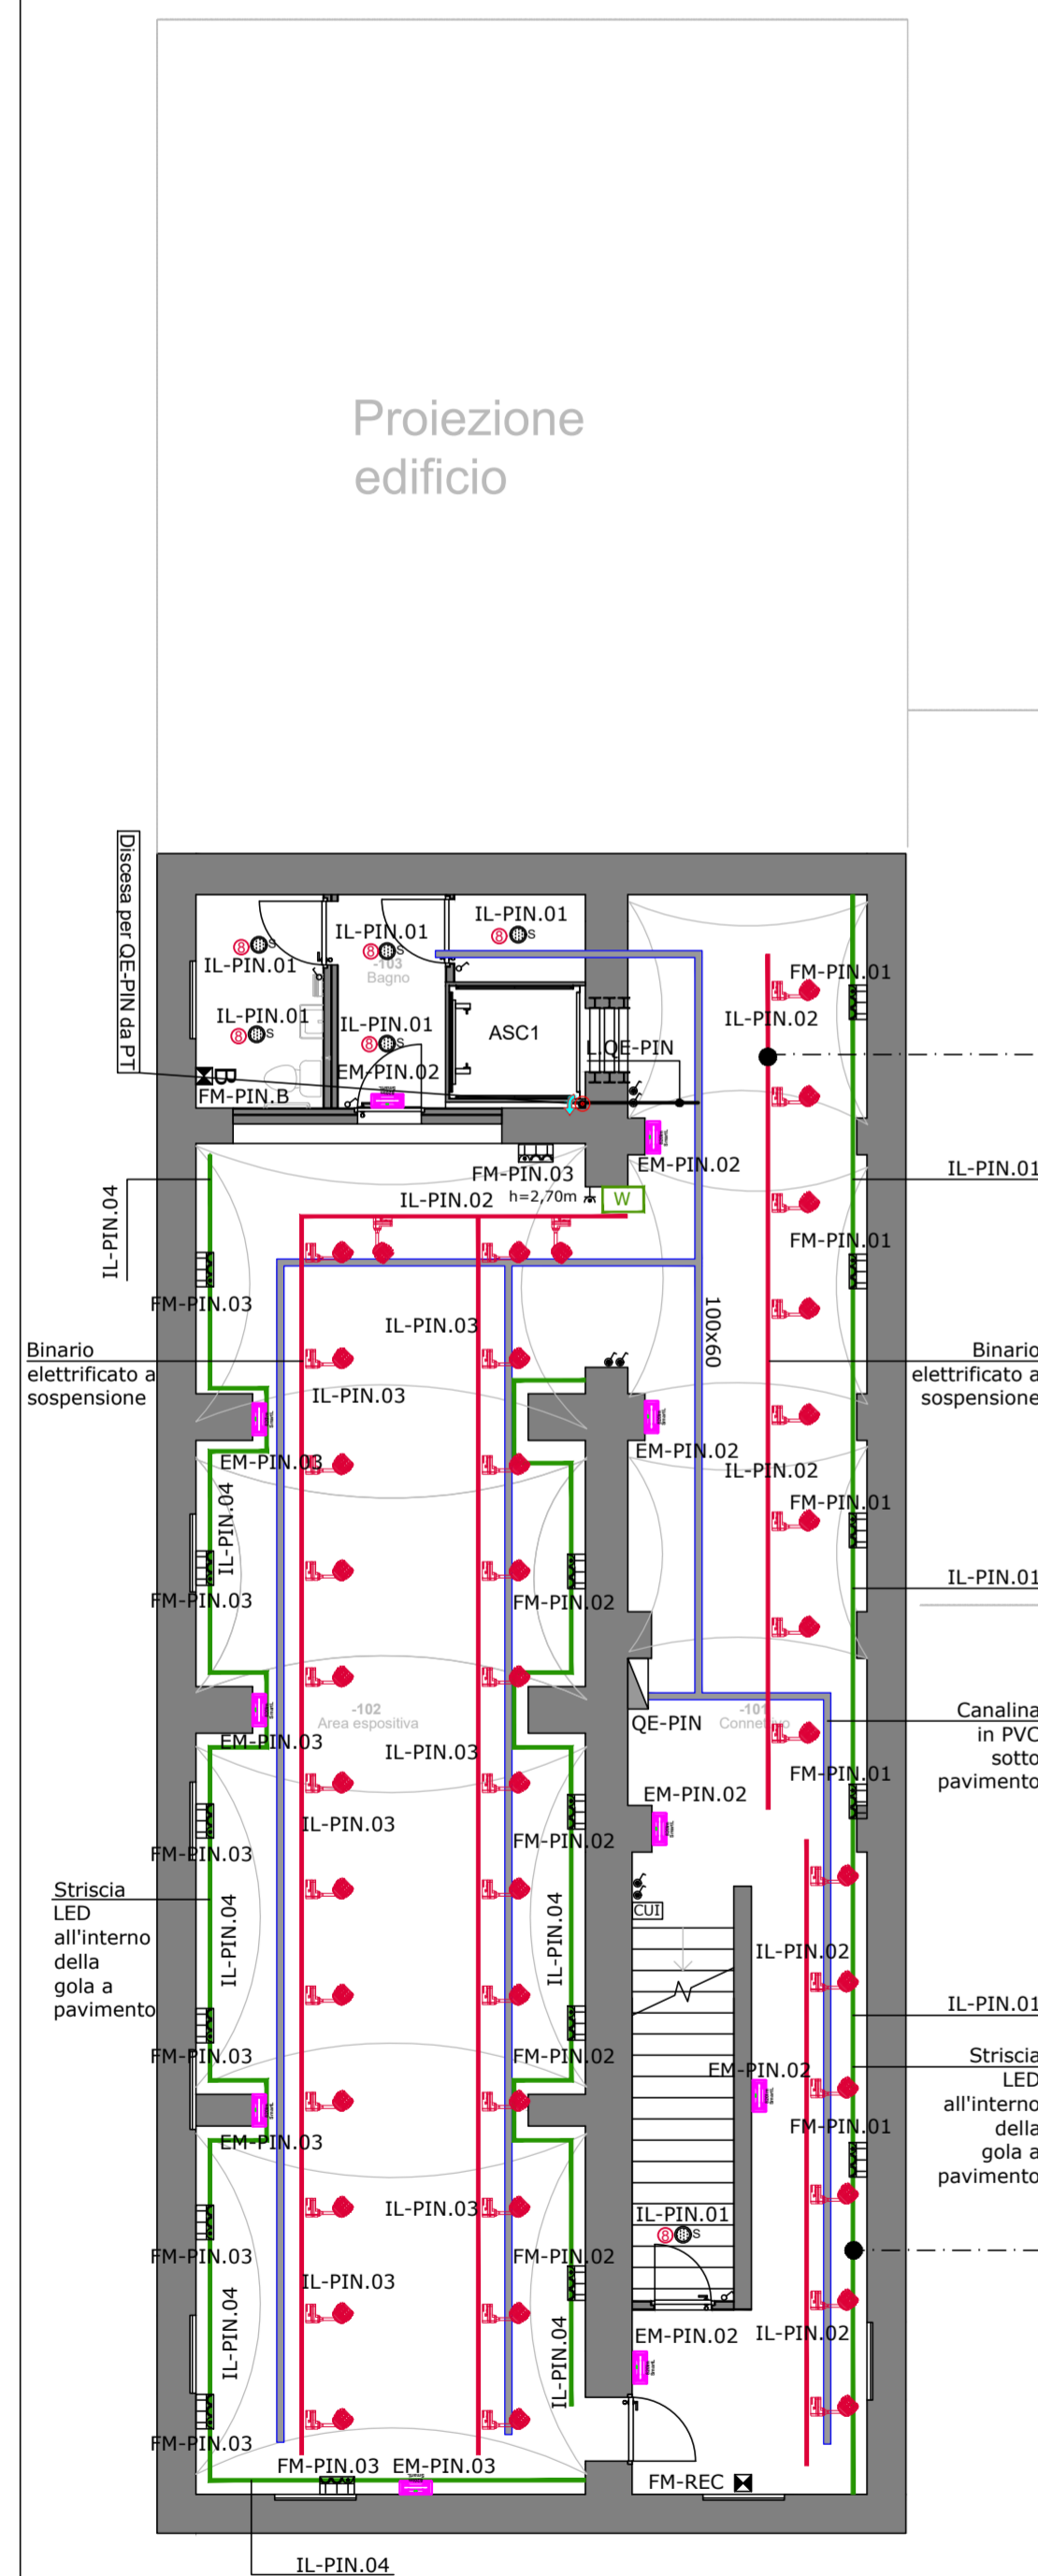 Proiezione
edificio
Discesa per QE-PIN da PT
IL-PIN.01
IL-PIN.01
IL-PIN.01
8 S
8 S
8 S
-103
Bagno
FM-PIN.01
IL-PIN.01
IL-PIN.01
8 S
8 S
IL-PIN.02
ASC1
L.QE-PIN
EM-PIN.02
B
FM-PIN.B
EM-PIN.02
FM-PIN.03
IL-PIN.01
h=2,70m
W
IL-PIN.02
IL-PIN.04
FM-PIN.01
FM-PIN.03
100x60
IL-PIN.03
Binario
elettrificato a
sospensione
Binario
elettrificato a
sospensione
IL-PIN.03
EM-PIN.02
EM-PIN.03
IL-PIN.02
IL-PIN.04
FM-PIN.01
FM-PIN.03
FM-PIN.02
IL-PIN.01
-102
Area espositiva
-101
Connettivo
QE-PIN
Canalina
in PVC
sotto
pavimento
EM-PIN.03
IL-PIN.03
FM-PIN.01
EM-PIN.02
IL-PIN.03
FM-PIN.02
FM-PIN.03
Striscia
LED
all'interno
della
gola a
pavimento
CUI
IL-PIN.04
IL-PIN.04
IL-PIN.02
IL-PIN.01
FM-PIN.03
FM-PIN.02
Striscia
LED
all'interno
della
gola a
pavimento
EM-PIN.02
FM-PIN.01
EM-PIN.03
IL-PIN.03
IL-PIN.01
8 S
FM-PIN.03
FM-PIN.02
IL-PIN.03
IL-PIN.04
IL-PIN.04
EM-PIN.02
IL-PIN.02
FM-PIN.03
FM-PIN.03
EM-PIN.03
FM-REC
IL-PIN.04